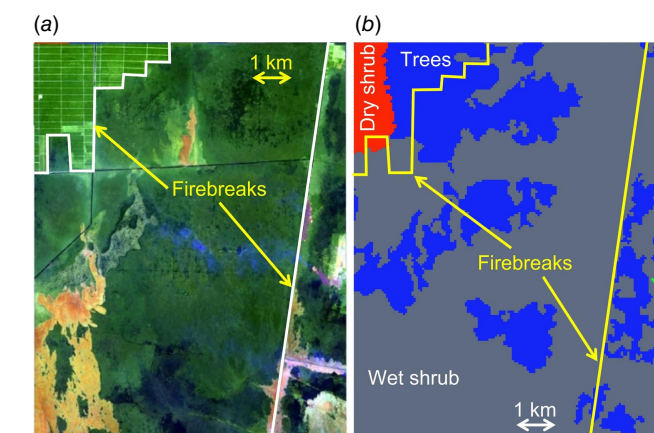 (a)
(b)
1 km
Firebreaks
Dry shrub
Trees
Firebreaks
Wet shrub
1 km